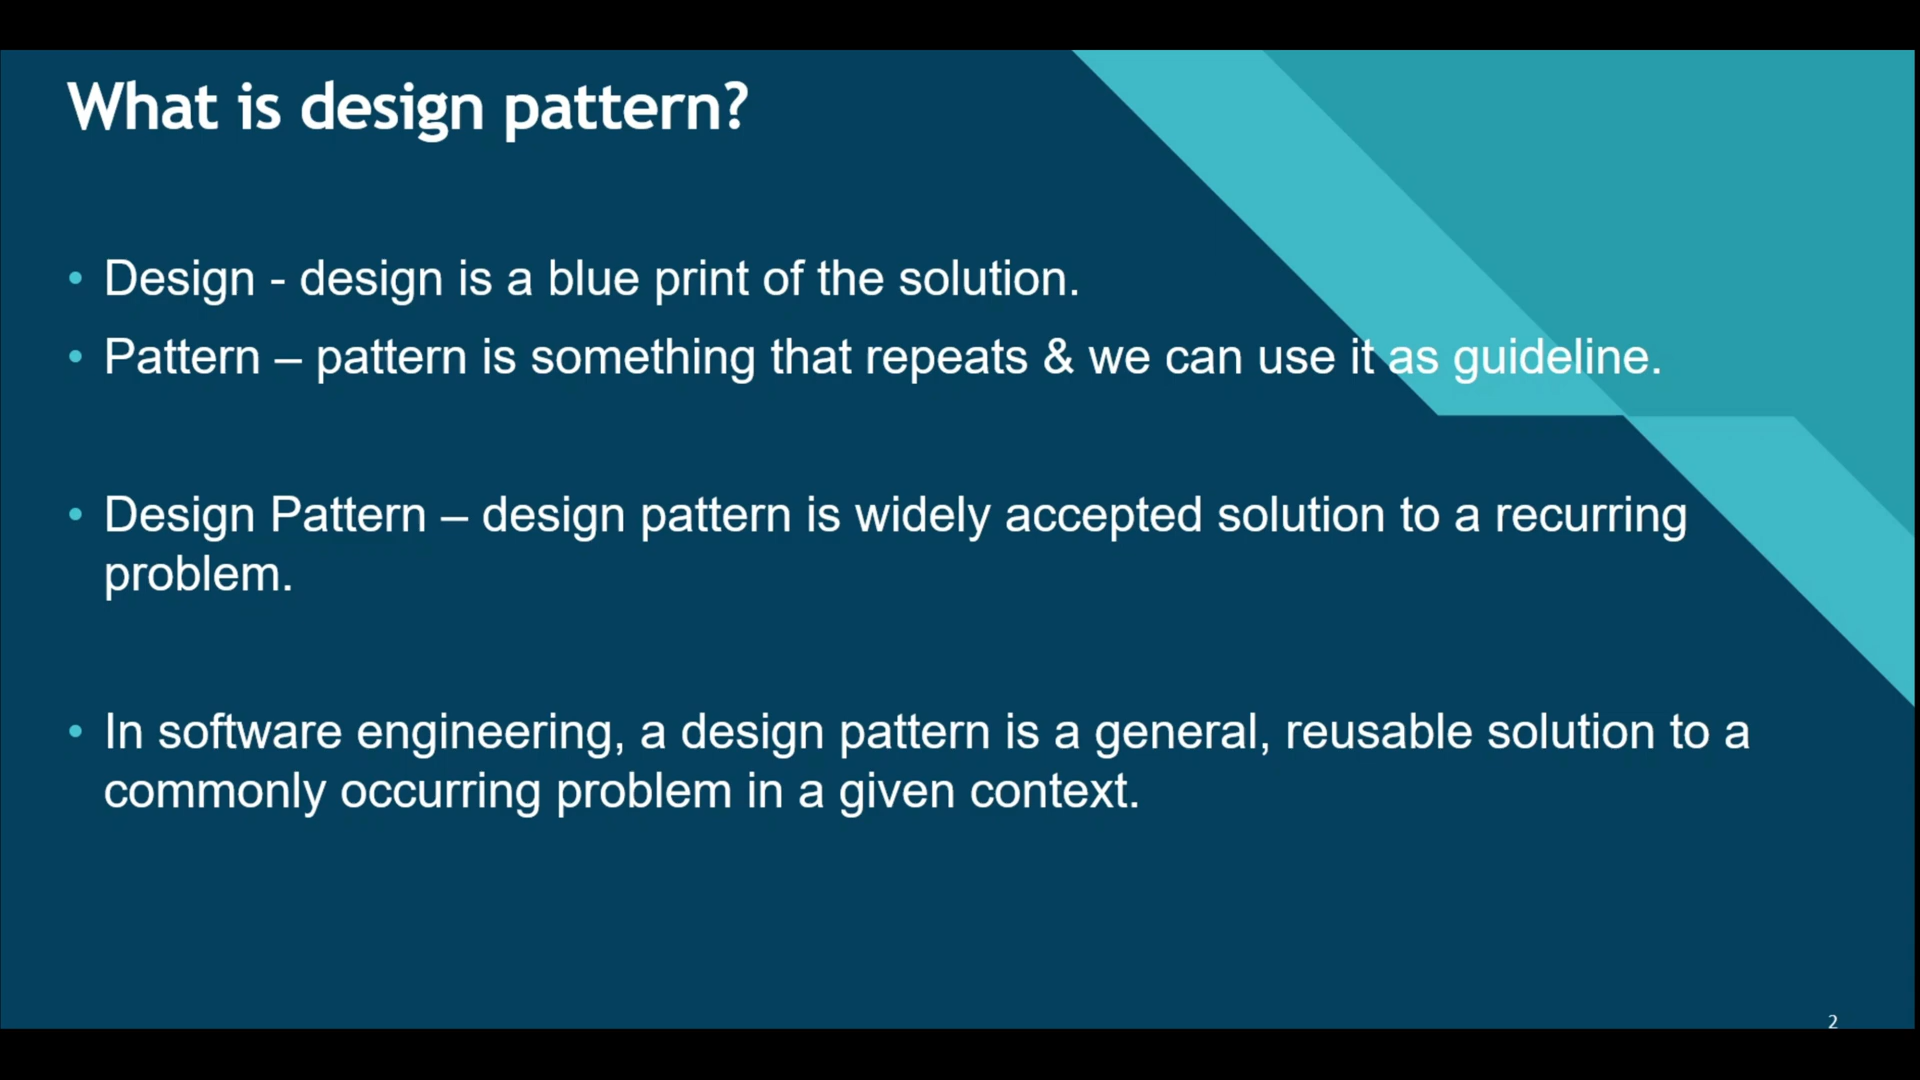 What is design pattern?
• Design - design is a blue print of the solution.
• Pattern – pattern is something that repeats & we can use it as guideline.
• Design Pattern – design pattern is widely accepted solution to a recurring
problem.
• In software engineering, a design pattern is a general, reusable solution to a
commonly occurring problem in a given context.
2